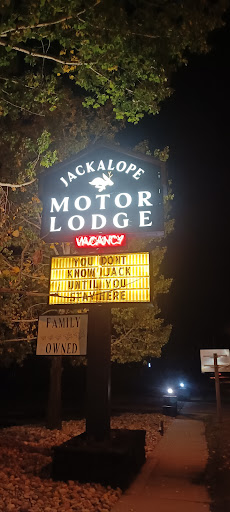 JACKALOPE
MOTOR
LODGE
VACANCY
YOU DONT
KNOW JACK
UNTIL YOU
STAY HERE
FAMILY
OWNED